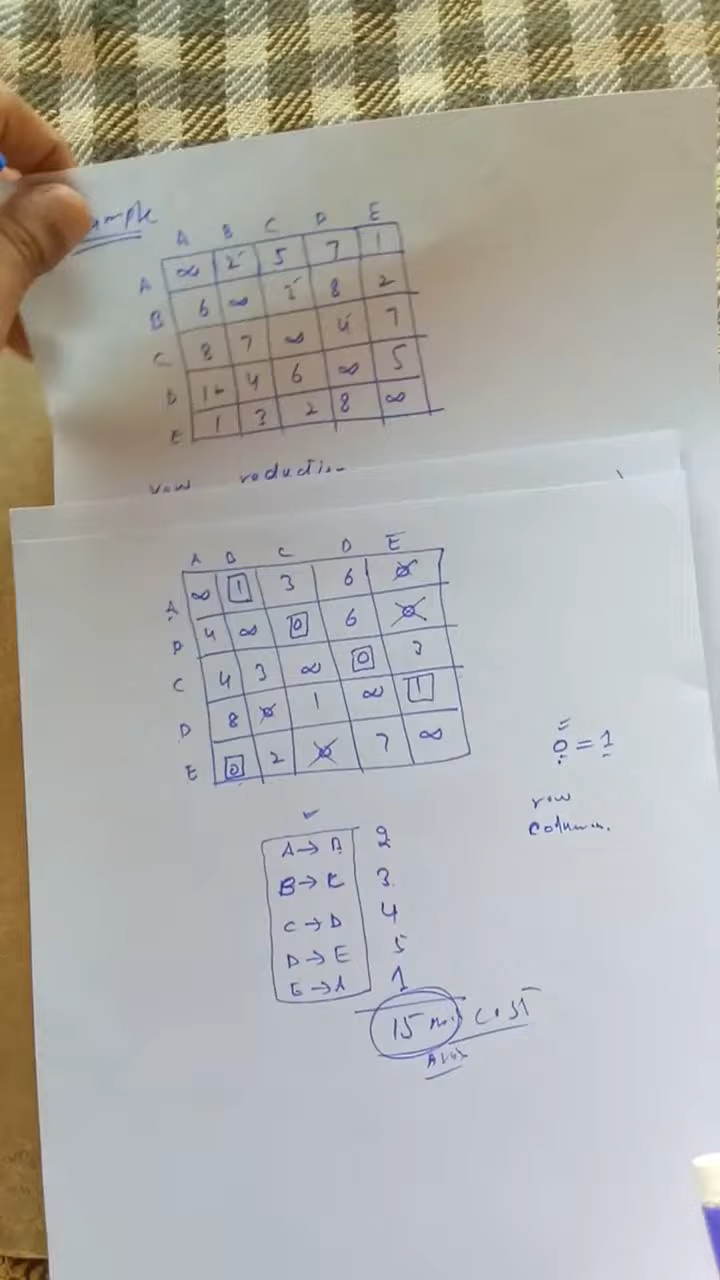 A B C D E
A ∞ 2 5 7 1
B 6 ∞ 3 8 2
C 8 7 ∞ 4 7
D 12 4 6 ∞ 5
E 1 3 2 8 ∞
row reduction
A B C D E
A ∞ 1 3 6 0
B 4 ∞ 0 6 0
C 4 3 ∞ 0 3
D 8 0 1 ∞ 1
E 0 2 0 7 ∞
0 = 1
row
column.
A → B 2
B → C 3
C → D 4
D → E 5
E → A 1
15 cost